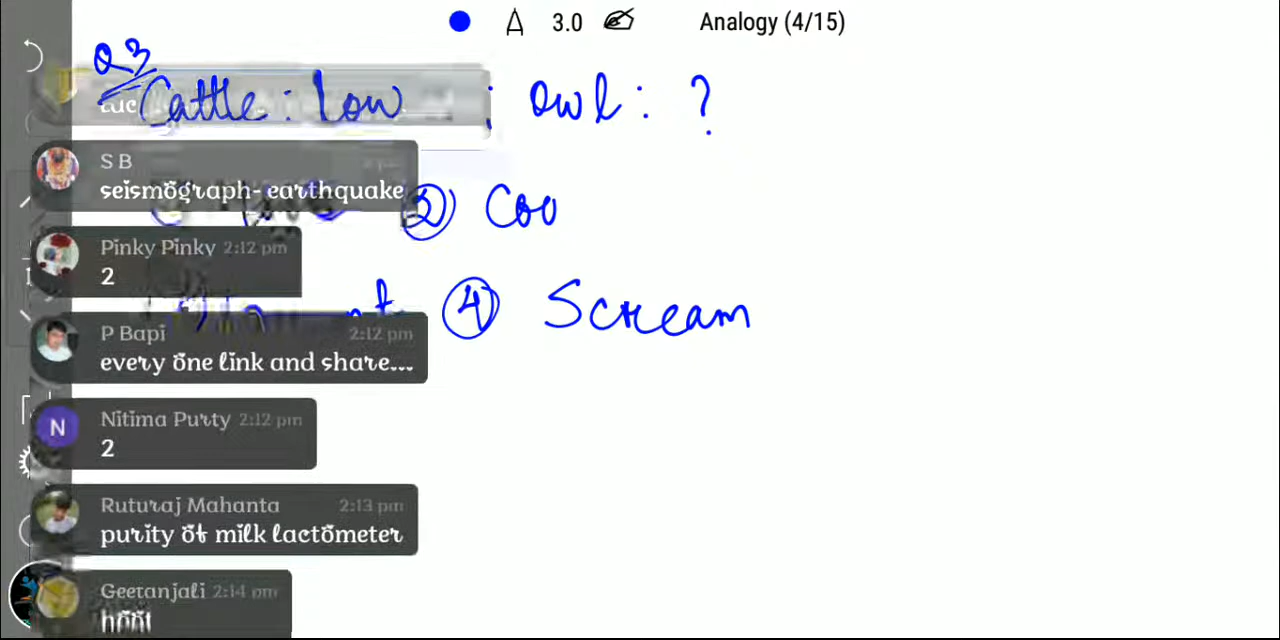 3.0 Analogy (4/15)
Q3
Cattle : low ; owl : ?
S B
seismograph- earthquake
② Coo
Pinky Pinky 2:12 pm
2
④ Scream
P Bapi 2:12 pm
every one link and share...
Nitima Purty 2:12 pm
2
Ruturaj Mahanta 2:13 pm
purity of milk lactometer
Geetanjali 2:14 pm